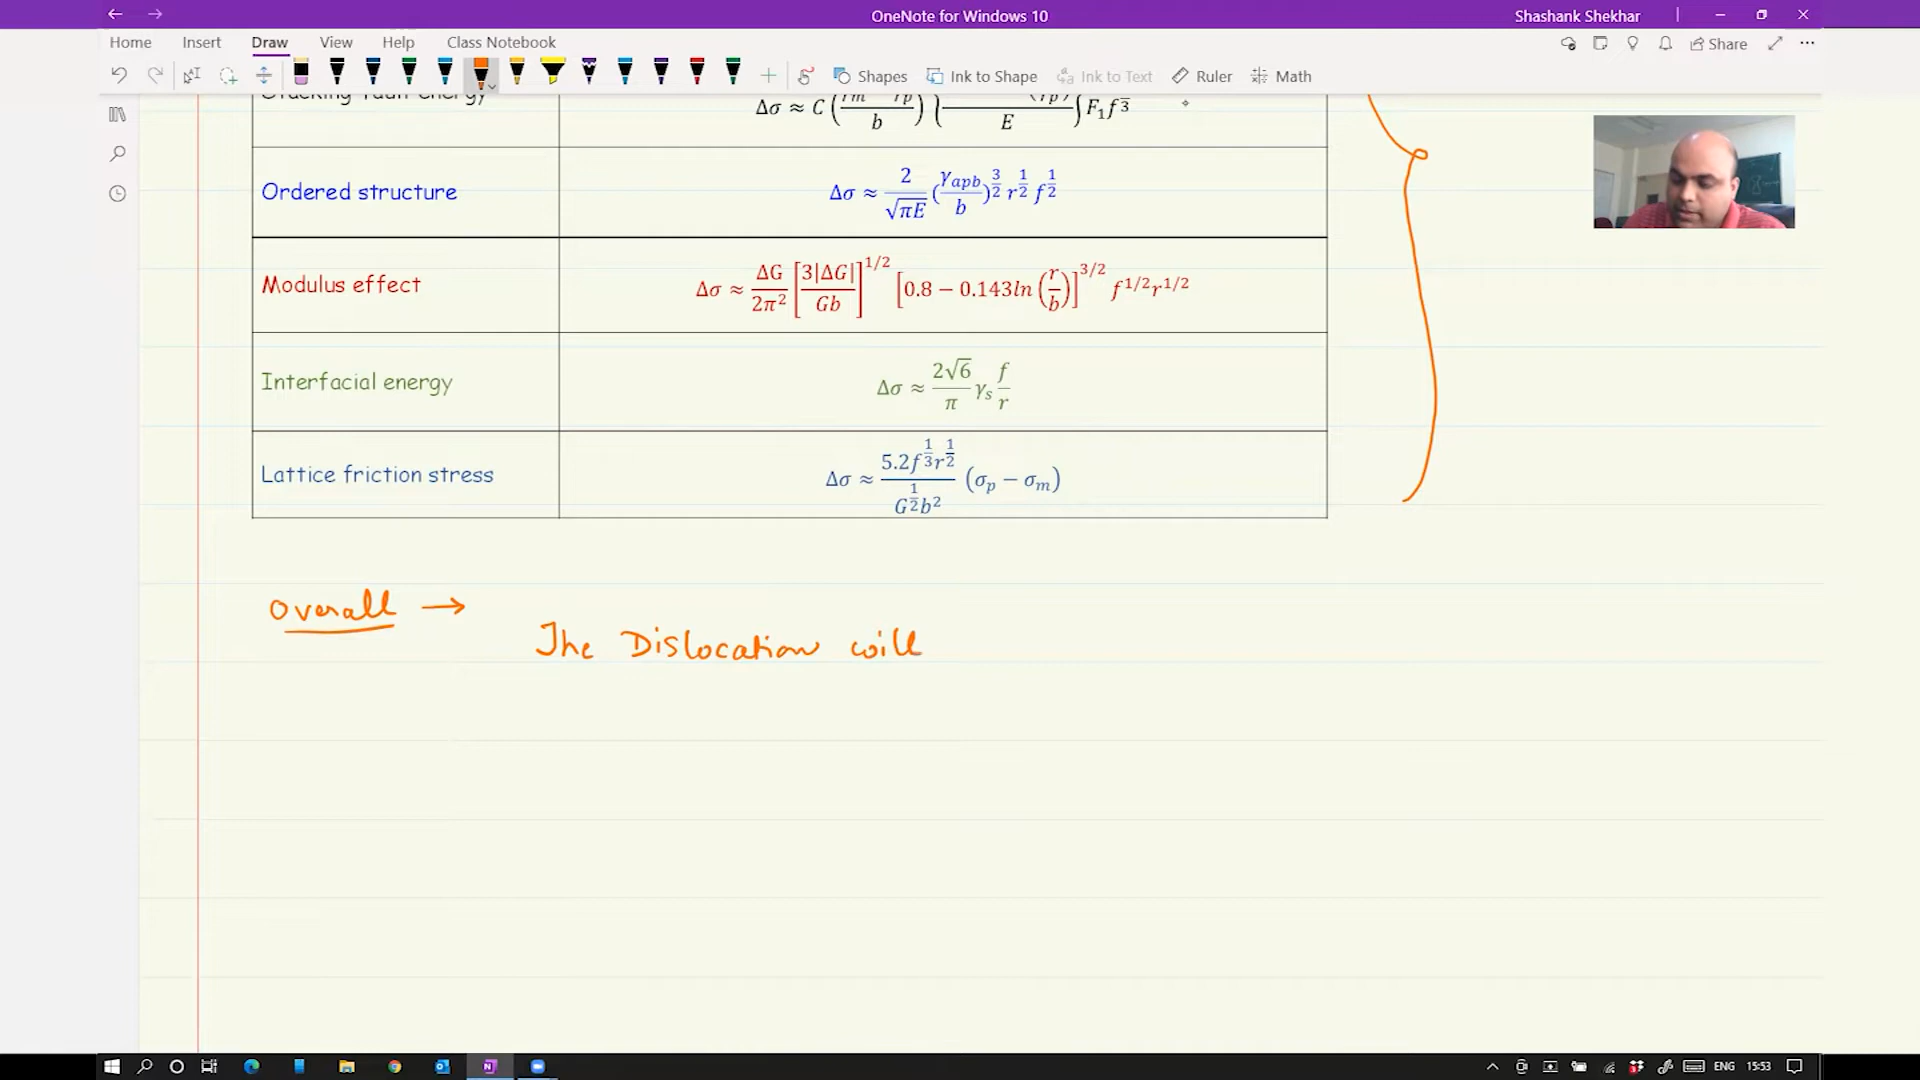 OneNote for Windows 10
Shashank Shekhar
Home Insert Draw View Help Class Notebook
Share
Shapes Ink to Shape Ink to Text Ruler Math
Δσ ≈ C ( / b ) { / E } F₁f
Ordered structure
Δσ ≈ 2/√πE (γapb/b)^3/2 r^1/2 f^1/2
Modulus effect
Δσ ≈ ΔG/2π² [3|ΔG|/Gb]^1/2 [0.8 − 0.143ln (r/b)]^3/2 f^1/2 r^1/2
Interfacial energy
Δσ ≈ 2√6/π γs f/r
Lattice friction stress
Δσ ≈ 5.2f^1/3 r^1/2 / G^1/2 b² (σp − σm)
Overall →
The Dislocation will
ENG 15:53